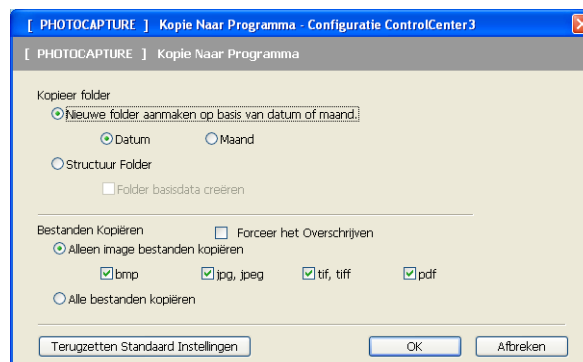 [ PHOTOCAPTURE ] Kopie Naar Programma - Configuratie ControlCenter3
[ PHOTOCAPTURE ] Kopie Naar Programma
Kopieer folder
Nieuwe folder aanmaken op basis van datum of maand.
Datum Maand
Structuur Folder
Folder basisdata creëren
Bestanden Kopiëren Forceer het Overschrijven
Alleen image bestanden kopiëren
bmp jpg, jpeg tif, tiff pdf
Alle bestanden kopiëren
Terugzetten Standaard Instellingen OK Afbreken